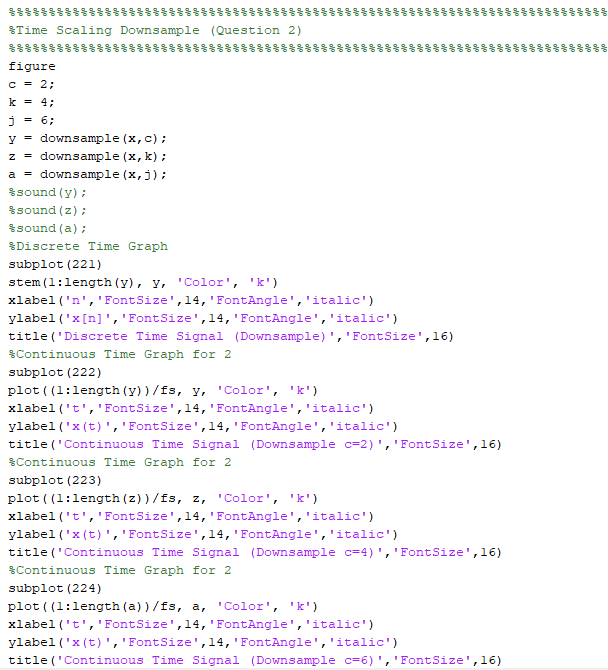 %%%%%%%%%%%%%%%%%%%%%%%%%%%%%%%%%%%%%%%%%%%%%%%%%%%%%%%%%%%%%%%%%%%%%%%%%%%%%
%Time Scaling Downsample (Question 2)
%%%%%%%%%%%%%%%%%%%%%%%%%%%%%%%%%%%%%%%%%%%%%%%%%%%%%%%%%%%%%%%%%%%%%%%%%%%%%
figure
c = 2;
k = 4;
j = 6;
y = downsample(x,c);
z = downsample(x,k);
a = downsample(x,j);
%sound(y);
%sound(z);
%sound(a);
%Discrete Time Graph
subplot(221)
stem(1:length(y), y, 'Color', 'k')
xlabel('n','FontSize',14,'FontAngle','italic')
ylabel('x[n]','FontSize',14,'FontAngle','italic')
title('Discrete Time Signal (Downsample)','FontSize',16)
%Continuous Time Graph for 2
subplot(222)
plot((1:length(y))/fs, y, 'Color', 'k')
xlabel('t','FontSize',14,'FontAngle','italic')
ylabel('x(t)','FontSize',14,'FontAngle','italic')
title('Continuous Time Signal (Downsample c=2)','FontSize',16)
%Continuous Time Graph for 2
subplot(223)
plot((1:length(z))/fs, z, 'Color', 'k')
xlabel('t','FontSize',14,'FontAngle','italic')
ylabel('x(t)','FontSize',14,'FontAngle','italic')
title('Continuous Time Signal (Downsample c=4)','FontSize',16)
%Continuous Time Graph for 2
subplot(224)
plot((1:length(a))/fs, a, 'Color', 'k')
xlabel('t','FontSize',14,'FontAngle','italic')
ylabel('x(t)','FontSize',14,'FontAngle','italic')
title('Continuous Time Signal (Downsample c=6)','FontSize',16)